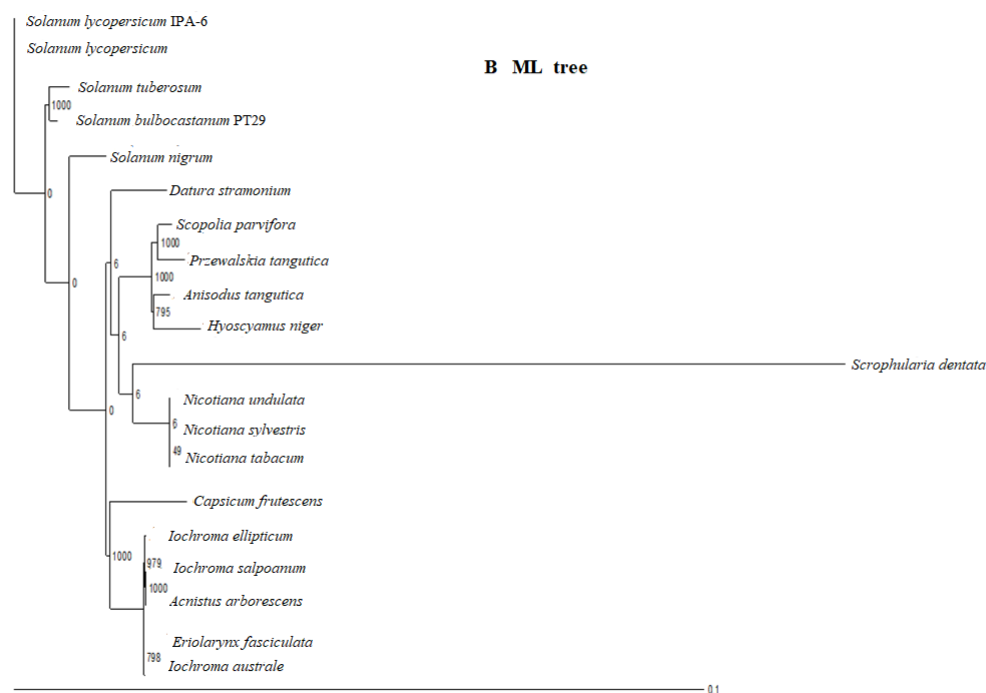 Solanum lycopersicum IPA-6
Solanum lycopersicum
B ML tree
Solanum tuberosum
1000
Solanum bulbocastanum PT29
Solanum nigrum
0
Datura stramonium
Scopolia parvifora
1000
Przewalskia tangutica
6
1000
0
Anisodus tangutica
795
Hyoscyamus niger
6
Scrophularia dentata
6
Nicotiana undulata
0
6
Nicotiana sylvestris
49
Nicotiana tabacum
Capsicum frutescens
Iochroma ellipticum
1000
979
Iochroma salpoanum
1000
Acnistus arborescens
Eriolarynx fasciculata
798
Iochroma australe
0.1